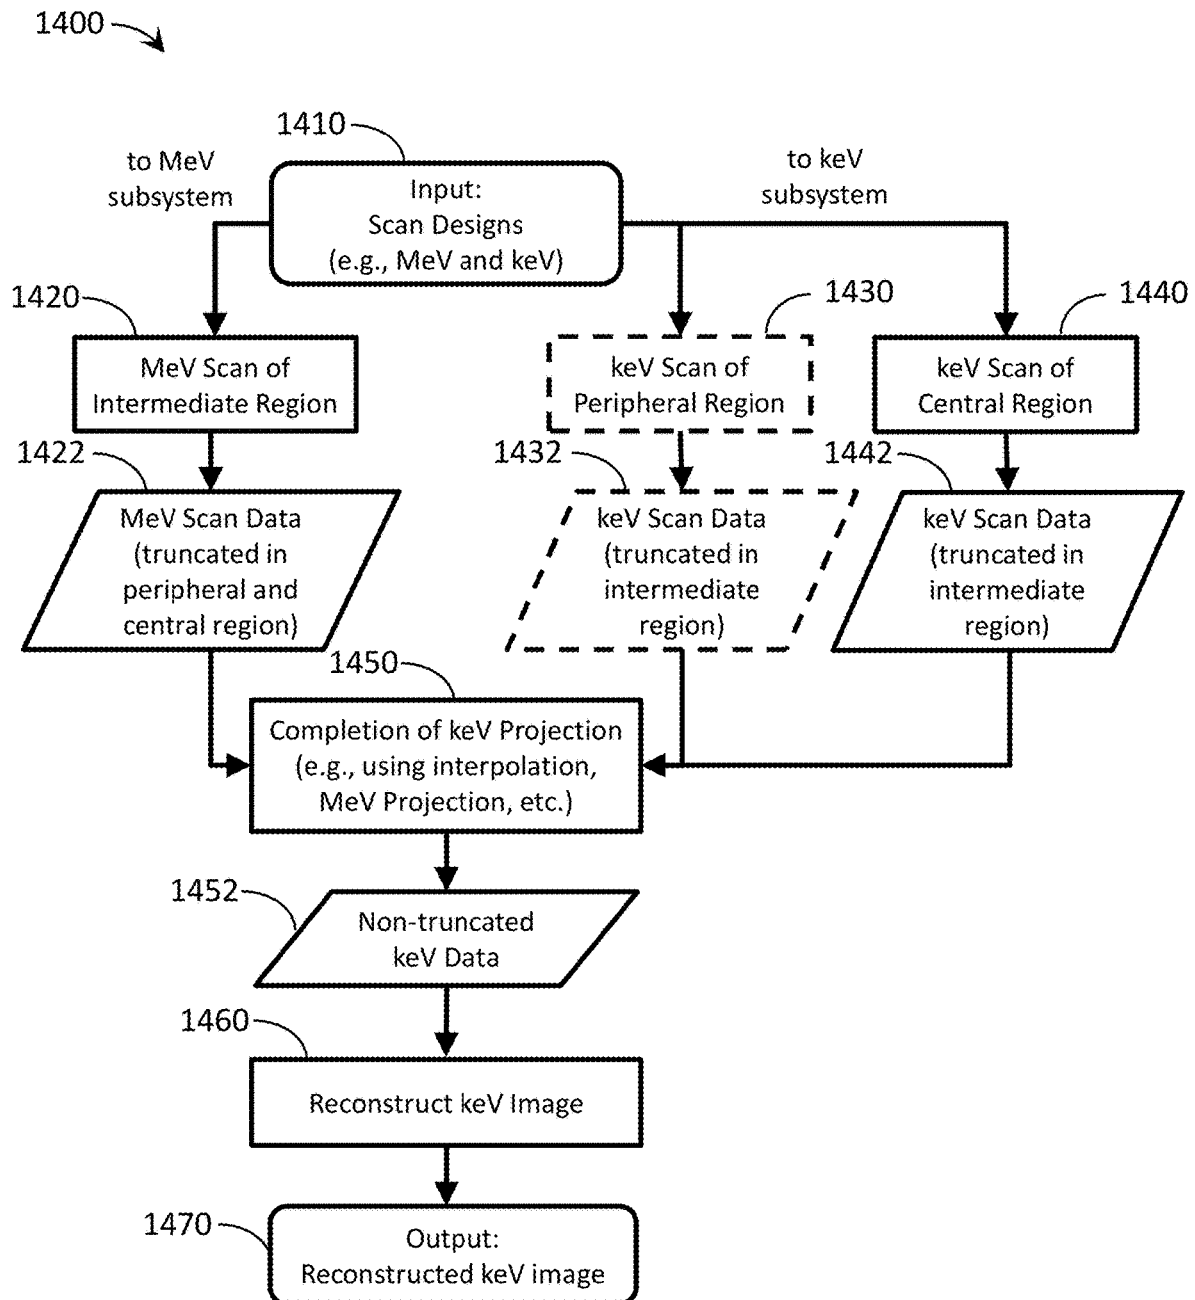 1400
1410
to MeV
subsystem
to keV
subsystem
Input:
Scan Designs
(e.g., MeV and keV)
1420
1430
1440
MeV Scan of
Intermediate Region
keV Scan of
Peripheral Region
keV Scan of
Central Region
1422
1432
1442
MeV Scan Data
(truncated in
peripheral and
central region)
keV Scan Data
(truncated in
intermediate
region)
keV Scan Data
(truncated in
intermediate
region)
1450
Completion of keV Projection
(e.g., using interpolation,
MeV Projection, etc.)
1452
Non-truncated
keV Data
1460
Reconstruct keV Image
1470
Output:
Reconstructed keV image